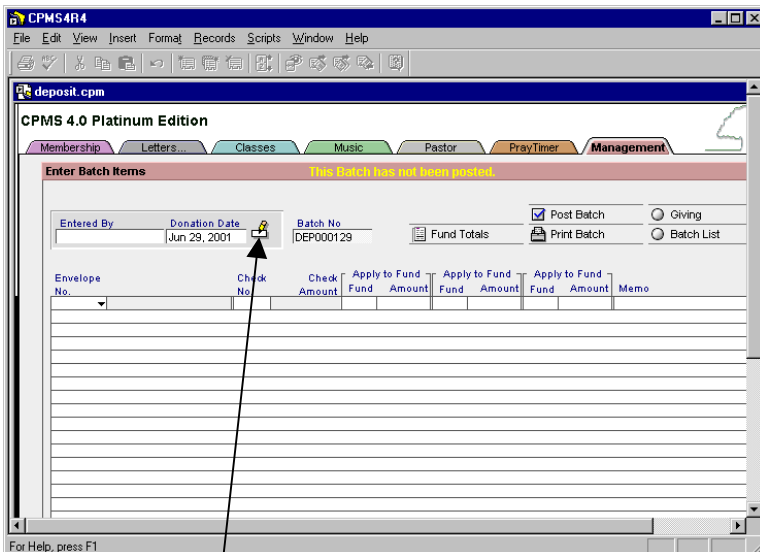 CPMS4R4
File Edit View Insert Format Records Scripts Window Help
deposit.cpm
CPMS 4.0 Platinum Edition
Membership Letters... Classes Music Pastor PrayTimer Management
Enter Batch Items This Batch has not been posted.
Post Batch Giving
Entered By Donation Date Batch No
Jun 29, 2001 DEP000129 Fund Totals Print Batch Batch List
Envelope Check Check Apply to Fund Apply to Fund Apply to Fund
No. No. Amount Fund Amount Fund Amount Fund Amount Memo
For Help, press F1